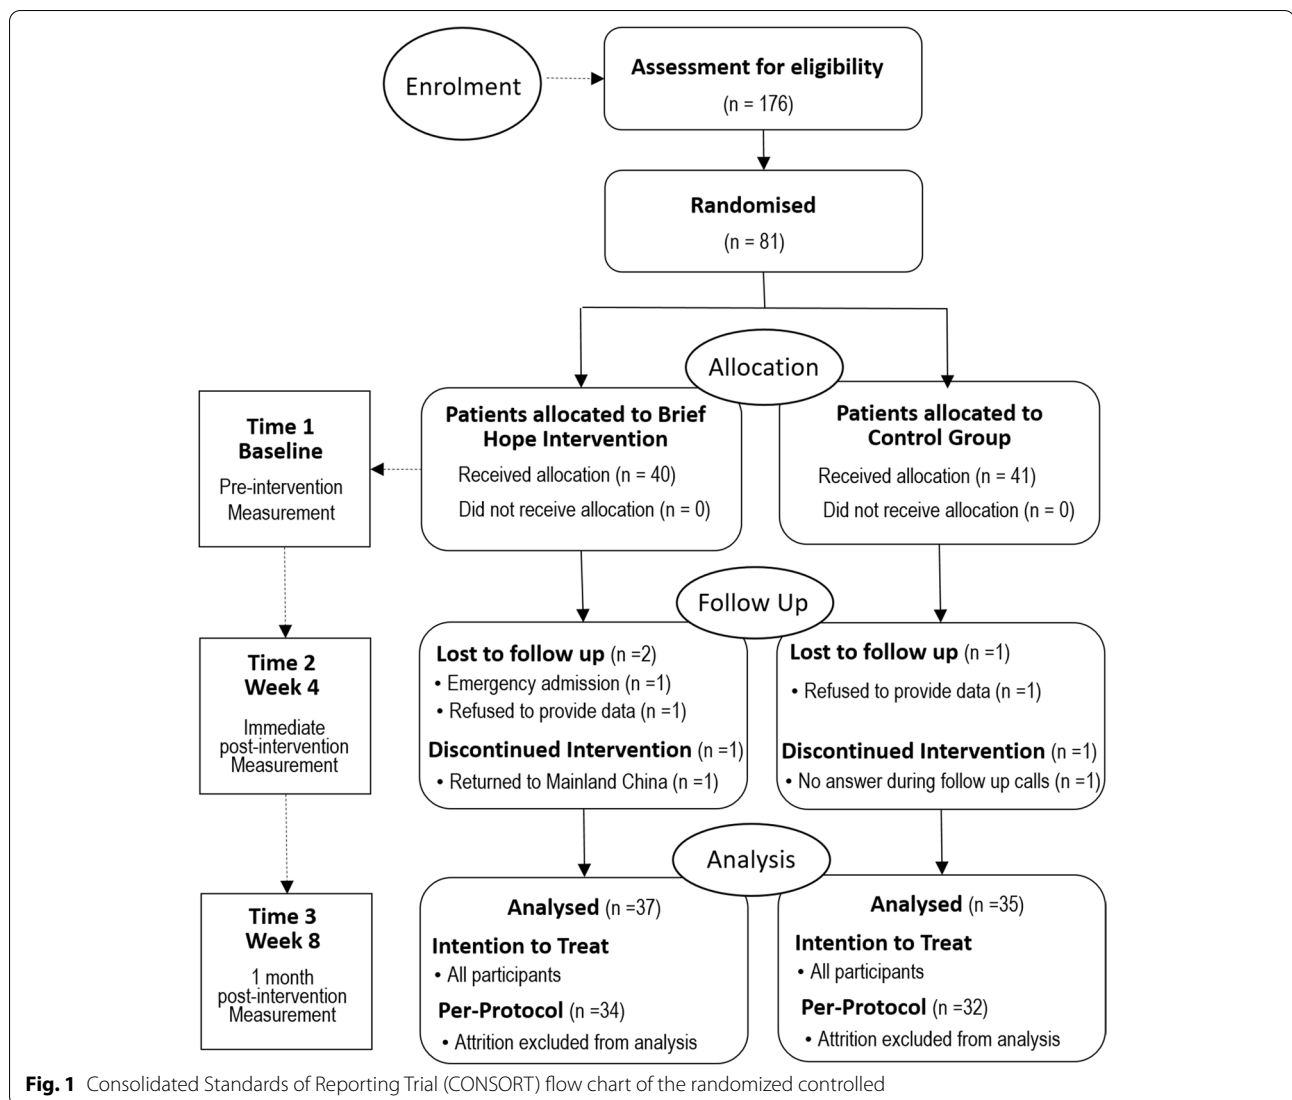 Enrolment
Assessment for eligibility
(n = 176)
Randomised
(n = 81)
Allocation
Time 1
Baseline
Pre-intervention
Measurement
Patients allocated to Brief
Hope Intervention
Received allocation (n = 40)
Did not receive allocation (n = 0)
Patients allocated to
Control Group
Received allocation (n = 41)
Did not receive allocation (n = 0)
Follow Up
Time 2
Week 4
Immediate
post-intervention
Measurement
Lost to follow up (n =2)
• Emergency admission (n =1)
• Refused to provide data (n =1)
Discontinued Intervention (n =1)
• Returned to Mainland China (n =1)
Lost to follow up (n =1)
• Refused to provide data (n =1)
Discontinued Intervention (n =1)
• No answer during follow up calls (n =1)
Analysis
Time 3
Week 8
1 month
post-intervention
Measurement
Analysed (n =37)
Intention to Treat
• All participants
Per-Protocol (n =34)
• Attrition excluded from analysis
Analysed (n =35)
Intention to Treat
• All participants
Per-Protocol (n =32)
• Attrition excluded from analysis
Fig. 1 Consolidated Standards of Reporting Trial (CONSORT) flow chart of the randomized controlled